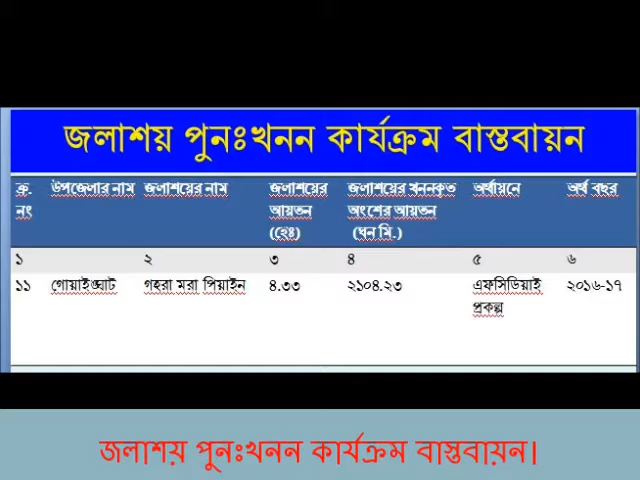 জলাশয় পুনঃখনন কার্যক্রম বাস্তবায়ন
ক্র. নং উপজেলার নাম জলাশয়ের নাম জলাশয়ের আয়তন (হেঃ) জলাশয়ের খননকৃত অংশের আয়তন (ঘন মি.) অর্থায়নে অর্থ বছর
১ ২ ৩ ৪ ৫ ৬
১১ গোয়াইঙ্ঘাট গহরা মরা পিয়াইন ৪.৩৩ ২১০৪.২৩ এফসিডিয়াই প্রকল্প ২০১৬-১৭
জলাশয় পুনঃখনন কার্যক্রম বাস্তবায়ন।